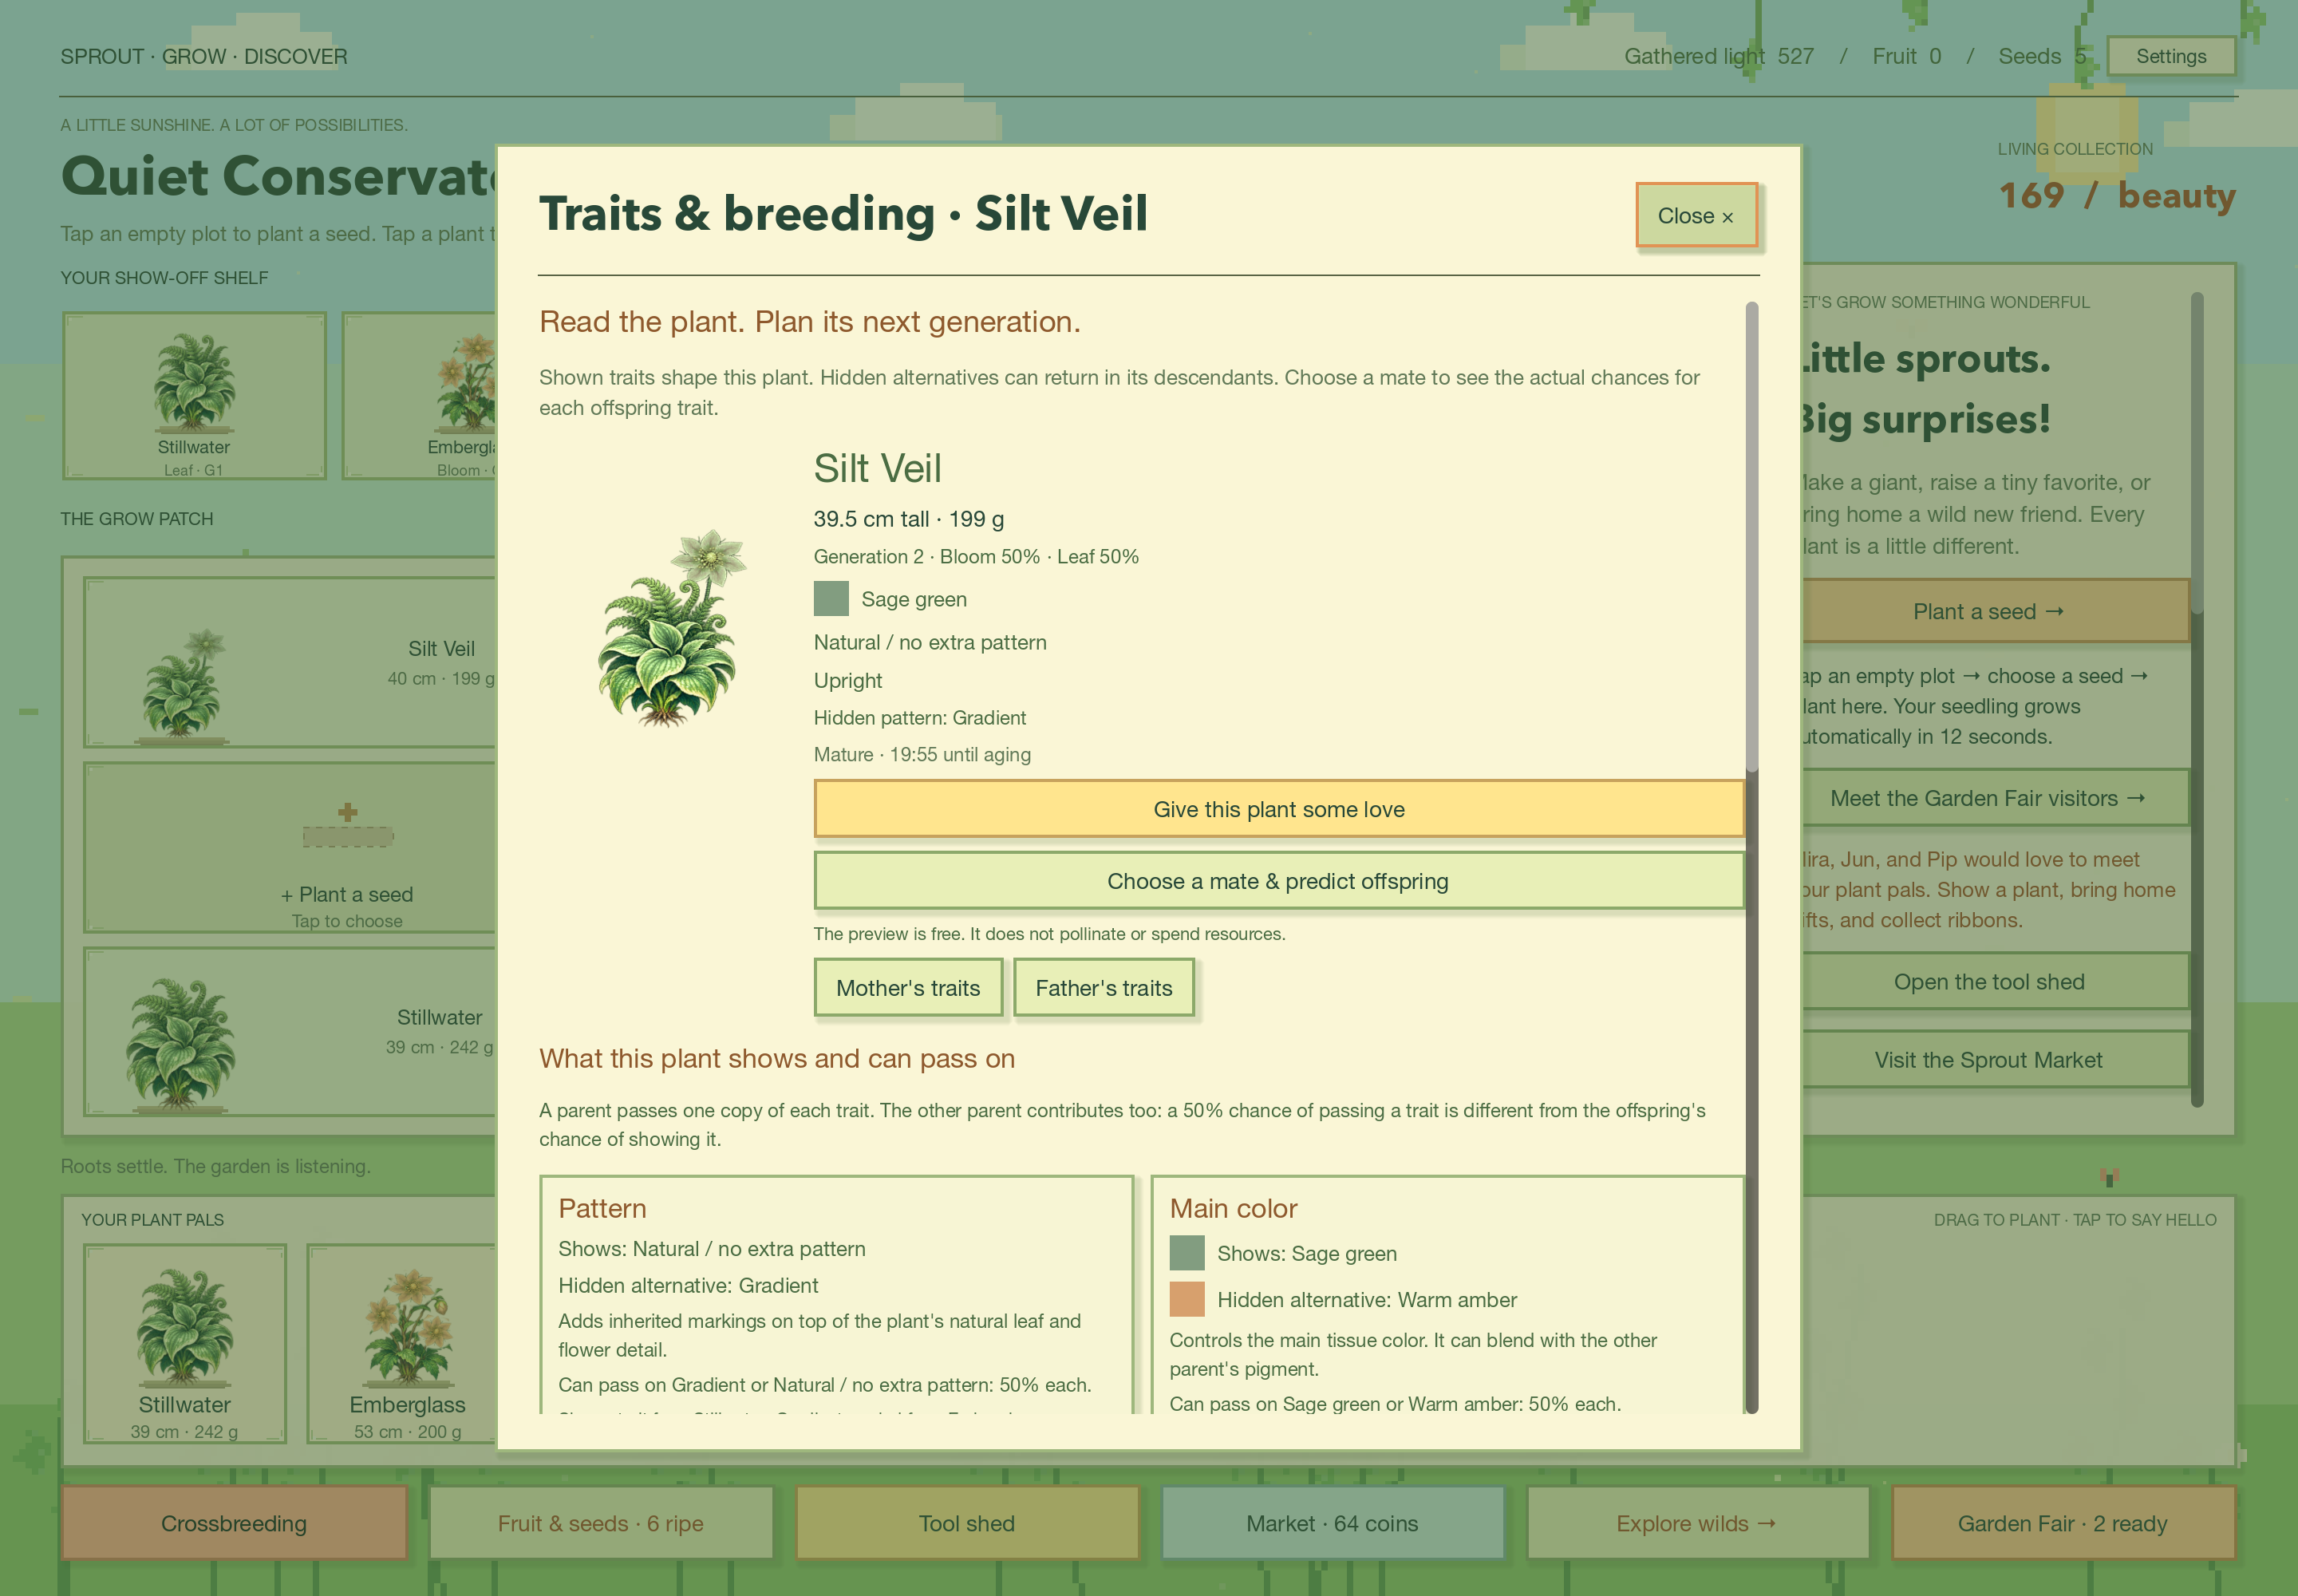 SPROUT · GROW · DISCOVER
Gathered light 527 / Fruit 0 / Seeds 5
Settings
A LITTLE SUNSHINE. A LOT OF POSSIBILITIES.
Quiet
Tap an empty plot to plant a seed. Tap a plant
LIVING COLLECTION
169 / beauty
YOUR SHOW-OFF SHELF
Stillwater
Leaf · G1
Bloom ·
THE GROW PATCH
Silt Veil
40 cm · 199 g
+ Plant a seed
Tap to choose
Stillwater
39 cm · 242 g
Roots settle. The garden is listening.
YOUR PLANT PALS
Stillwater
39 cm · 242 g
Emberglass
53 cm · 200 g
Traits & breeding · Silt Veil
Close ×
Read the plant. Plan its next generation.
Shown traits shape this plant. Hidden alternatives can return in its descendants. Choose a mate to see the actual chances for
each offspring trait.
Silt Veil
39.5 cm tall · 199 g
Generation 2 · Bloom 50% · Leaf 50%
Sage green
Natural / no extra pattern
Upright
Hidden pattern: Gradient
Mature · 19:55 until aging
Give this plant some love
Choose a mate & predict offspring
The preview is free. It does not pollinate or spend resources.
Mother's traits
Father's traits
What this plant shows and can pass on
A parent passes one copy of each trait. The other parent contributes too: a 50% chance of passing a trait is different from the offspring's
chance of showing it.
Pattern
Shows: Natural / no extra pattern
Hidden alternative: Gradient
Adds inherited markings on top of the plant's natural leaf and
flower detail.
Can pass on Gradient or Natural / no extra pattern: 50% each.
Main color
Shows: Sage green
Hidden alternative: Warm amber
Controls the main tissue color. It can blend with the other
parent's pigment.
Can pass on Sage green or Warm amber: 50% each.
GROW SOMETHING WONDERFUL
Little sprouts.
Big surprises!
a giant, raise a tiny favorite, or
home a wild new friend. Every
is a little different.
Plant a seed →
an empty plot → choose a seed →
here. Your seedling grows
in 12 seconds.
Meet the Garden Fair visitors →
Jun, and Pip would love to meet
plant pals. Show a plant, bring home
and collect ribbons.
Open the tool shed
Visit the Sprout Market
DRAG TO PLANT · TAP TO SAY HELLO
Crossbreeding
Fruit & seeds · 6 ripe
Tool shed
Market · 64 coins
Explore wilds →
Garden Fair · 2 ready